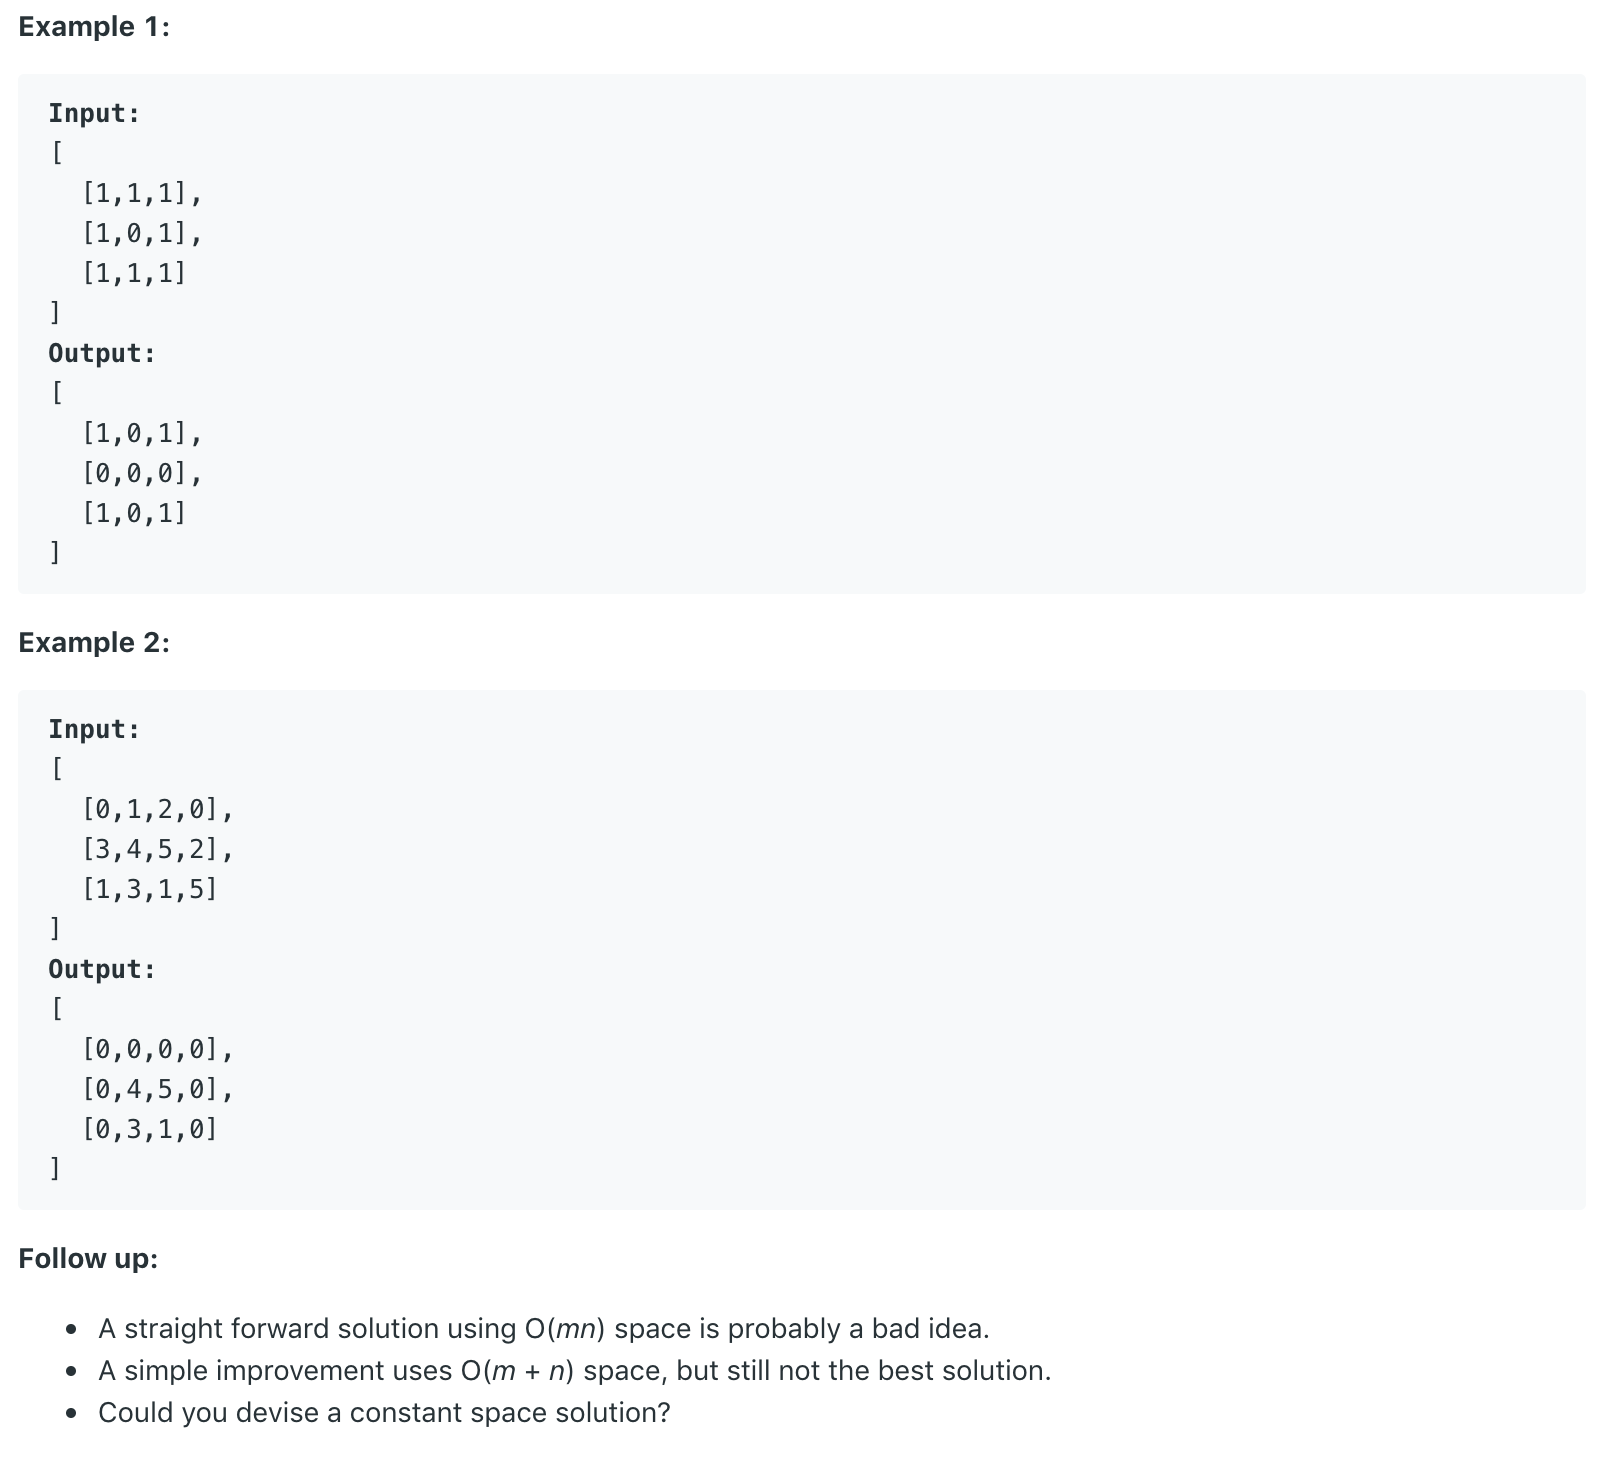 Example 1:
Input:
[
  [1,1,1],
  [1,0,1],
  [1,1,1]
]
Output:
[
  [1,0,1],
  [0,0,0],
  [1,0,1]
]
Example 2:
Input:
[
  [0,1,2,0],
  [3,4,5,2],
  [1,3,1,5]
]
Output:
[
  [0,0,0,0],
  [0,4,5,0],
  [0,3,1,0]
]
Follow up:
• A straight forward solution using O(mn) space is probably a bad idea.
• A simple improvement uses O(m + n) space, but still not the best solution.
• Could you devise a constant space solution?